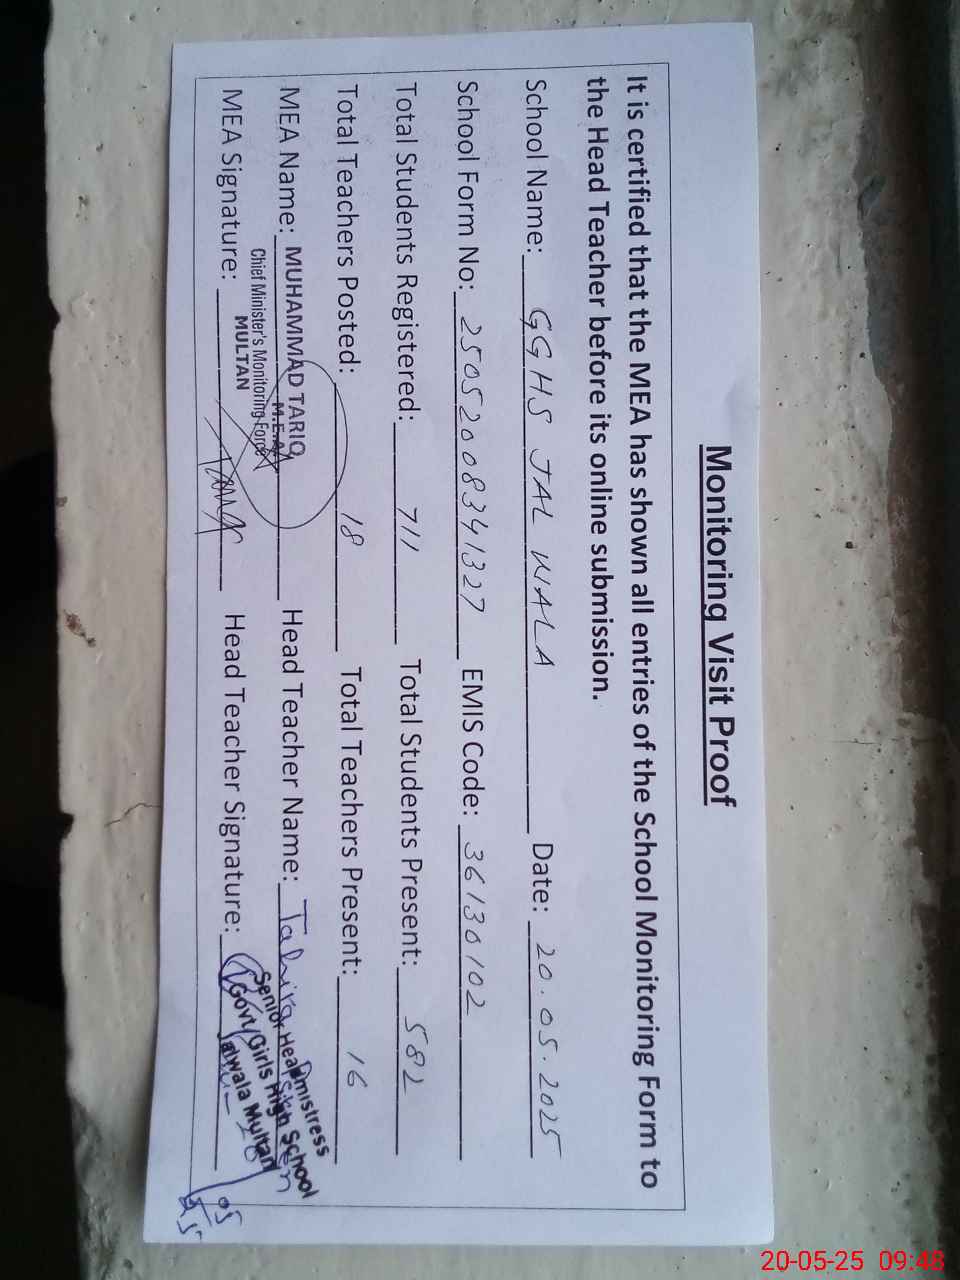 Monitoring Visit Proof
It is certified that the MEA has shown all entries of the School Monitoring Form to
the Head Teacher before its online submission.
School Name: GGHS JAL WALA Date: 20.05.2025
School Form No: 25052008341327 EMIS Code: 36130102
Total Students Registered: 711 Total Students Present: 582
Total Teachers Posted: 18 Total Teachers Present: 16
MEA Name: MUHAMMAD TARIQ Head Teacher Name: Tahira
M.E.A
Chief Minister's Monitoring Force
MULTAN
MEA Signature: Head Teacher Signature:
Senior Headmistress
Govt Girls High School
Jalwala Multan
20-05-25 09:48